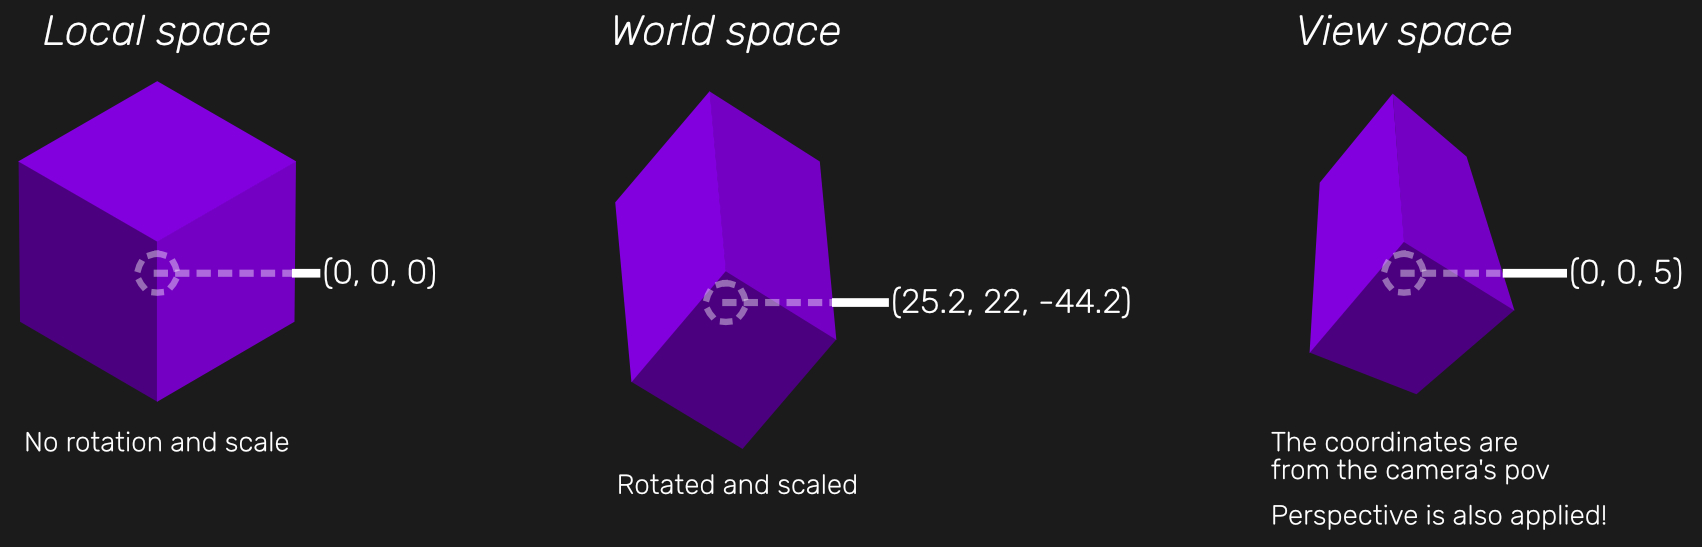 Local space
World space
View space
(0, 0, 0)
(25.2, 22, -44.2)
(0, 0, 5)
No rotation and scale
Rotated and scaled
The coordinates are
from the camera's pov
Perspective is also applied!